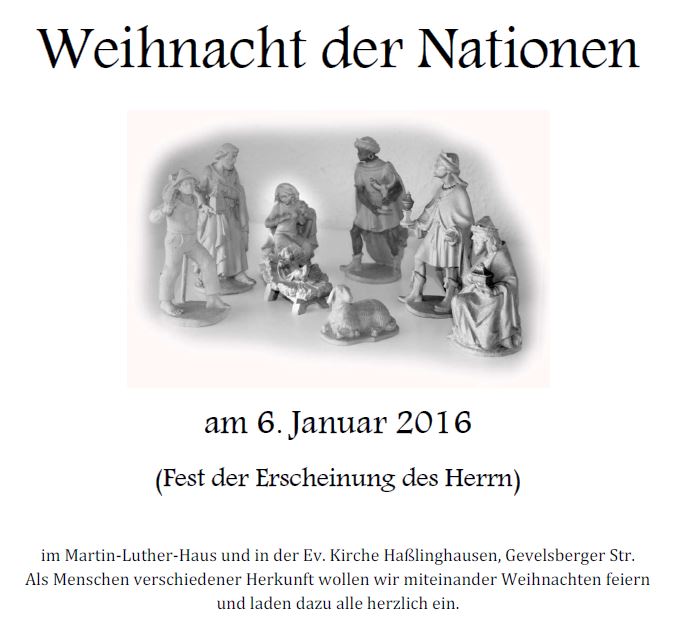 Weihnacht der Nationen
am 6. Januar 2016
(Fest der Erscheinung des Herrn)
im Martin-Luther-Haus und in der Ev. Kirche Haßlinghausen, Gevelsberger Str.
Als Menschen verschiedener Herkunft wollen wir miteinander Weihnachten feiern
und laden dazu alle herzlich ein.